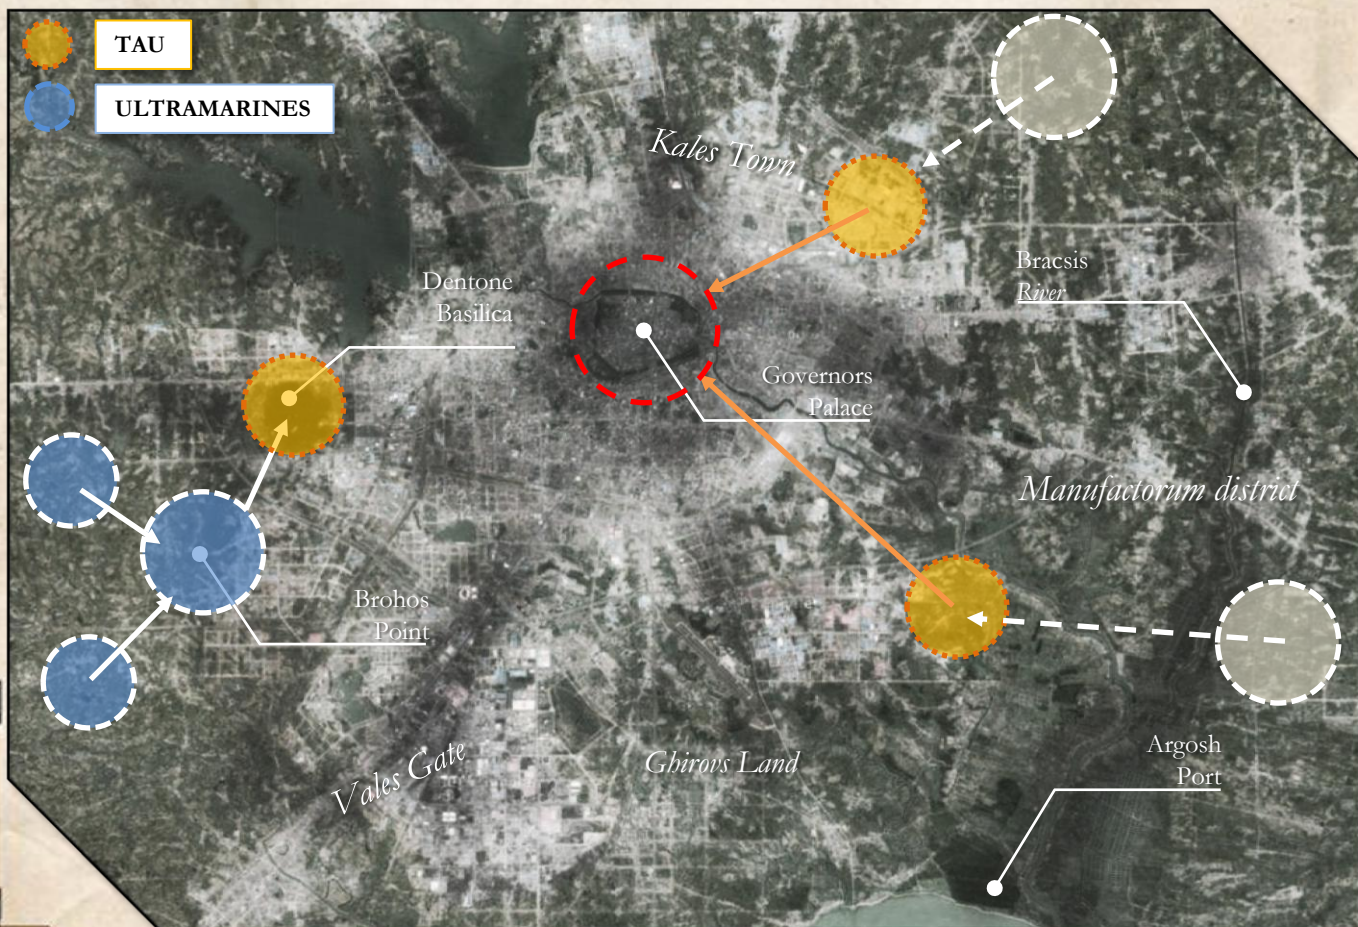 TAU
ULTRAMARINES
Kales Town
Bracsis
River
Dentone
Basilica
Governors
Palace
Manufactorum district
Brohos
Point
Vales Gate
Ghirovs Land
Argosh
Port